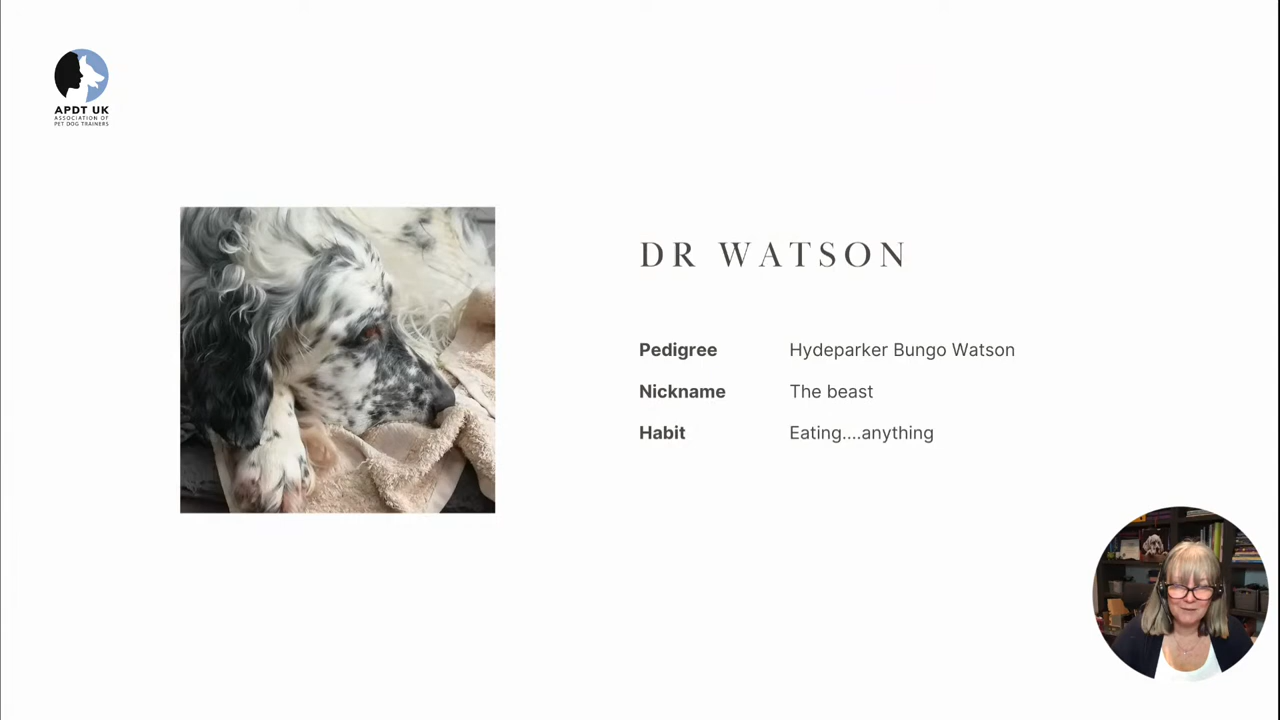 APDT UK
ASSOCIATION OF
PET DOG TRAINERS
DR WATSON
Pedigree Hydeparker Bungo Watson
Nickname The beast
Habit Eating....anything